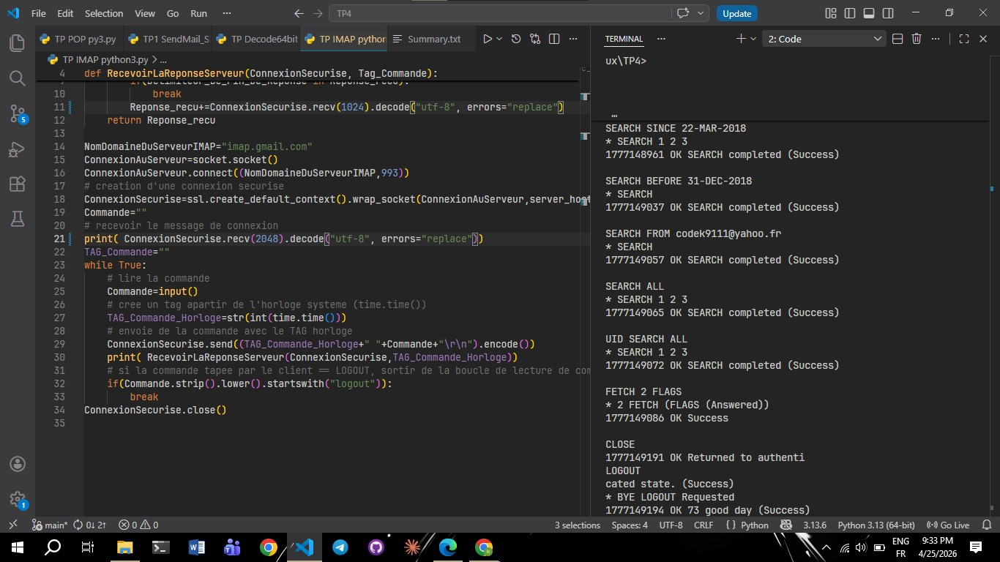 File Edit Selection View Go Run ··· TP4 Update
TP POP py3.py TP1 SendMail_S TP Decode64bit TP IMAP python Summary.txt
TP IMAP python3.py > ...
4 def RecevoirLaReponseServeur(ConnexionSecurise, Tag_Commande):
10 break
11 Reponse_recu+=ConnexionSecurise.recv(1024).decode("utf-8", errors="replace")
12 return Reponse_recu
13
14 NomDomaineDuServeurIMAP="imap.gmail.com"
15 ConnexionAuServeur=socket.socket()
16 ConnexionAuServeur.connect((NomDomaineDuServeurIMAP,993))
17 # creation d'une connexion securise
18 ConnexionSecurise=ssl.create_default_context().wrap_socket(ConnexionAuServeur,server_host
19 Commande=""
20 # recevoir le message de connexion
21 print( ConnexionSecurise.recv(2048).decode("utf-8", errors="replace"))
22 TAG_Commande=""
23 while True:
24 # lire la commande
25 Commande=input()
26 # cree un tag apartir de l'horloge systeme (time.time())
27 TAG_Commande_Horloge=str(int(time.time()))
28 # envoie de la commande avec le TAG horloge
29 ConnexionSecurise.send((TAG_Commande_Horloge+" "+Commande+"\r\n").encode())
30 print( RecevoirLaReponseServeur(ConnexionSecurise,TAG_Commande_Horloge))
31 # si la commande tapee par le client == LOGOUT, sortir de la boucle de lecture de com
32 if(Commande.strip().lower().startswith("logout")):
33 break
34 ConnexionSecurise.close()
35
TERMINAL ··· 2: Code
ux\TP4>
…
SEARCH SINCE 22-MAR-2018
* SEARCH 1 2 3
1777148961 OK SEARCH completed (Success)
SEARCH BEFORE 31-DEC-2018
* SEARCH
1777149037 OK SEARCH completed (Success)
SEARCH FROM codek9111@yahoo.fr
* SEARCH
1777149057 OK SEARCH completed (Success)
SEARCH ALL
* SEARCH 1 2 3
1777149065 OK SEARCH completed (Success)
UID SEARCH ALL
* SEARCH 1 2 3
1777149072 OK SEARCH completed (Success)
FETCH 2 FLAGS
* 2 FETCH (FLAGS (Answered))
1777149086 OK Success
CLOSE
1777149191 OK Returned to authenti
LOGOUT
cated state. (Success)
* BYE LOGOUT Requested
1777149194 OK 73 good day (Success)
5
1
main* 0↓ 2↑ 0 0 3 selections Spaces: 4 UTF-8 CRLF { } Python 3.13.6 Python 3.13 (64-bit) Go Live
ENG 9:33 PM
FR 4/25/2026